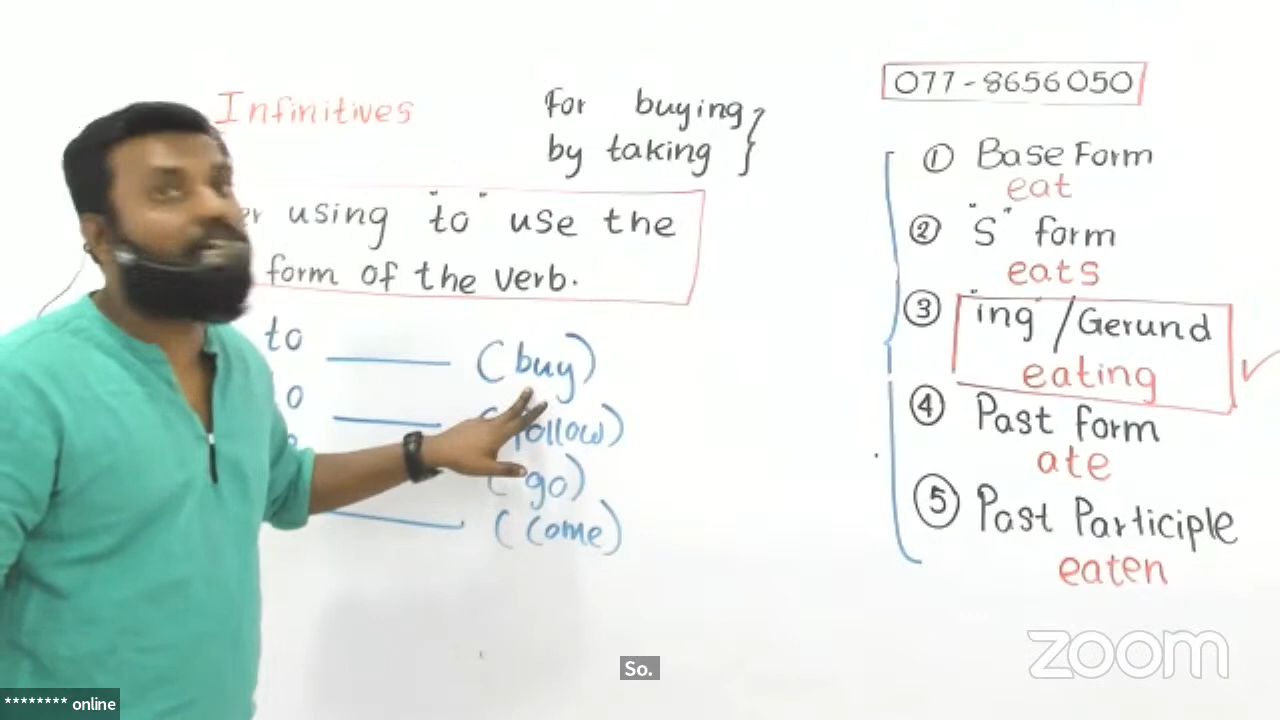 Infinitives
For buying
by taking
using "to" use the
form of the verb.
to ____ (buy)
(follow)
(go)
(Come)
077-8656050
① Base Form
eat
② "S" form
eats
③ "ing" / Gerund
eating
④ Past form
ate
⑤ Past Participle
eaten
So.
zoom
******** online